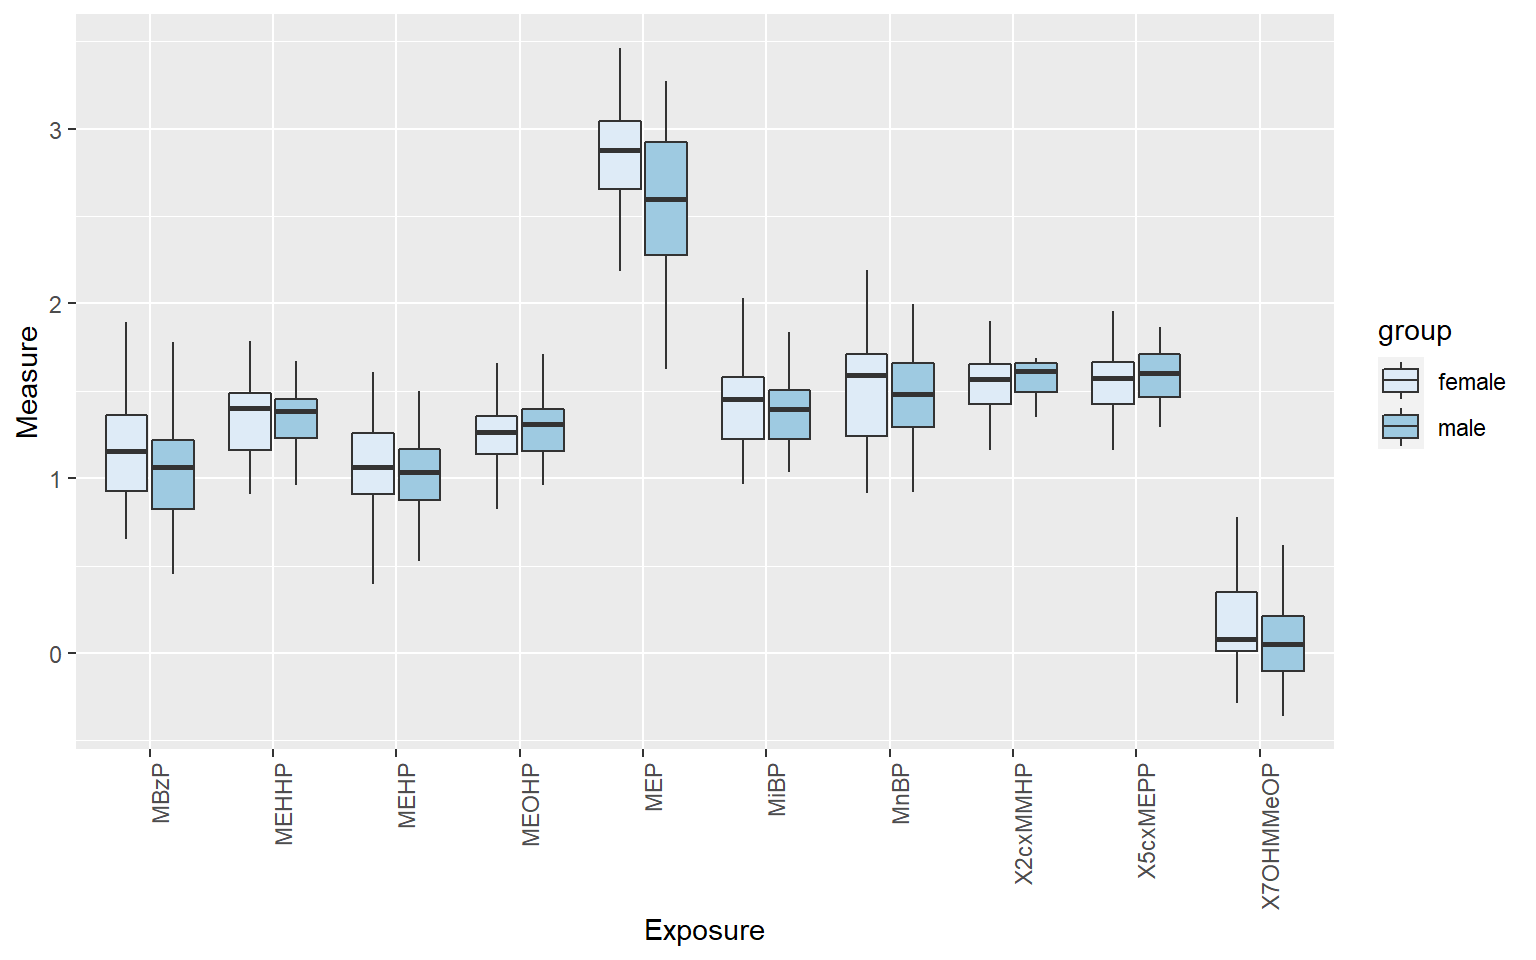 Measure
3
2
1
0
MBzP
MEHHP
MEHP
MEOHP
MEP
MiBP
MnBP
X2cxMMHP
X5cxMEPP
X7OHMMeOP
Exposure
group
female
male